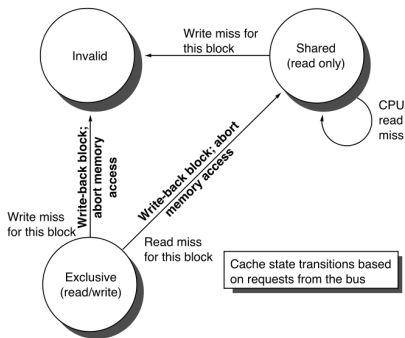 Write miss for
this block
Invalid
Shared
(read only)
CPU
read
miss
Write-back block;
abort memory
access
Write-back block; abort
memory access
Write miss
for this block
Read miss
for this block
Exclusive
(read/write)
Cache state transitions based
on requests from the bus